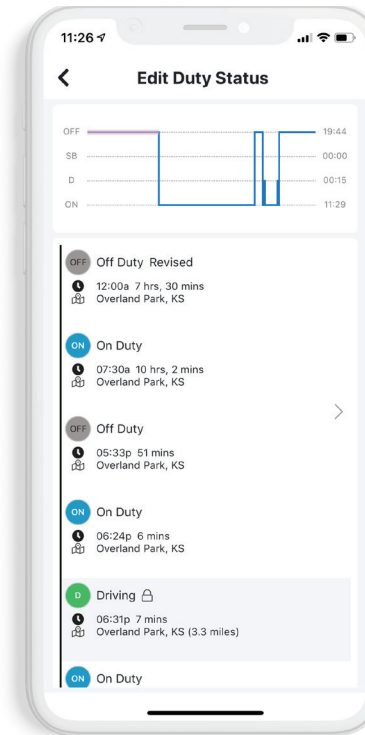 11:26
Edit Duty Status
OFF 19:44
SB 00:00
D 00:15
ON 11:29
OFF Off Duty Revised
12:00a 7 hrs, 30 mins
Overland Park, KS
ON On Duty
07:30a 10 hrs, 2 mins
Overland Park, KS
OFF Off Duty
05:33p 51 mins
Overland Park, KS
ON On Duty
06:24p 6 mins
Overland Park, KS
D Driving
06:31p 7 mins
Overland Park, KS (3.3 miles)
ON On Duty